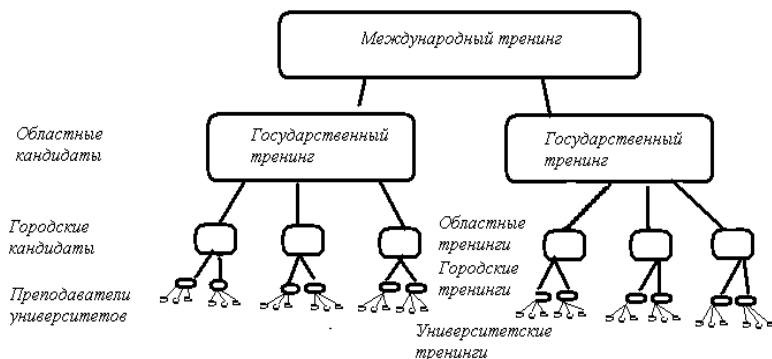 Международный тренинг
Областные
кандидаты
Государственный
тренинг
Государственный
тренинг
Городские
кандидаты
Областные
тренинги
Городские
тренинги
Преподаватели
университетов
Университетские
тренинги